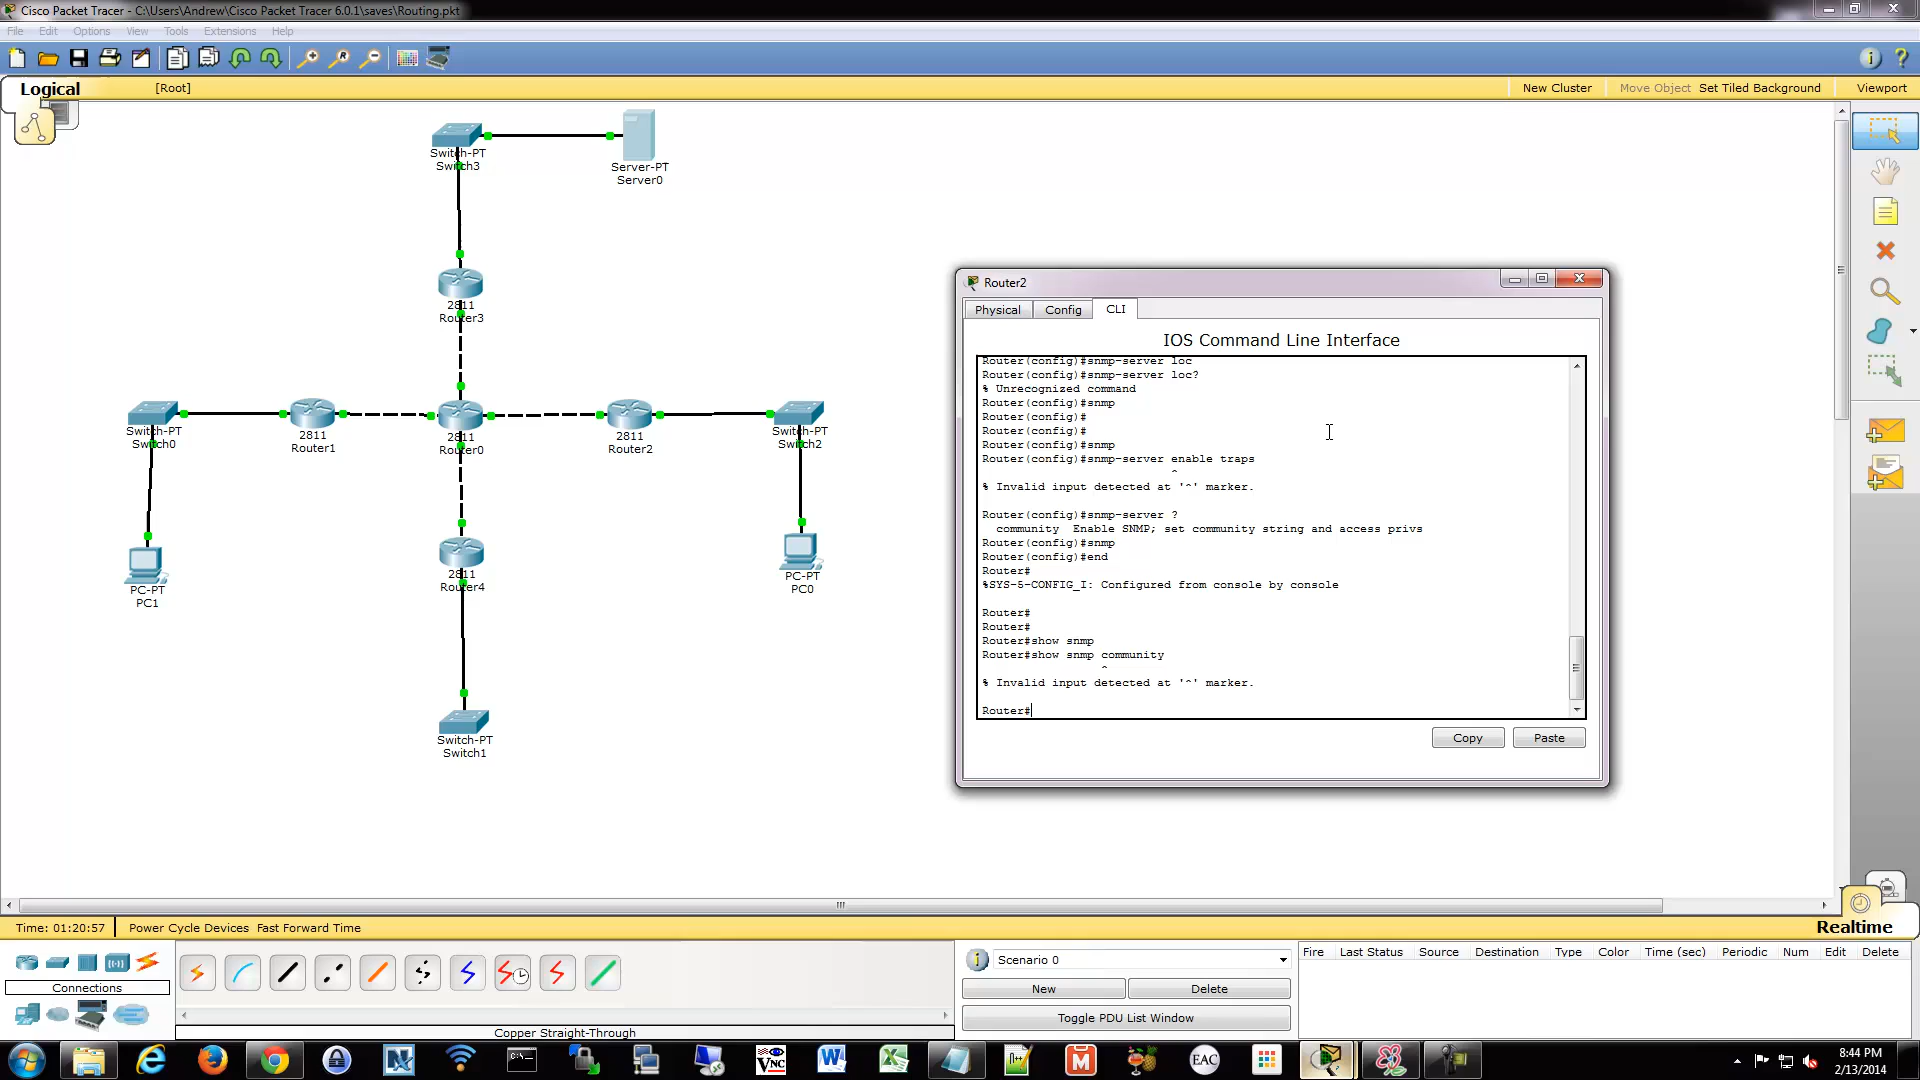 Cisco Packet Tracer - C:\Users\Andrew\Cisco Packet Tracer 6.0.1\saves\Routing.pkt
File Edit Options View Tools Extensions Help
Logical [Root] New Cluster Move Object Set Tiled Background Viewport
Switch-PT
Switch3
Server-PT
Server0
2811
Router3
Switch-PT
Switch0
2811
Router1
2811
Router0
2811
Router2
Switch-PT
Switch2
PC-PT
PC1
2811
Router4
PC-PT
PC0
Switch-PT
Switch1
Router2
Physical Config CLI
IOS Command Line Interface
Router(config)#snmp-server loc
Router(config)#snmp-server loc?
% Unrecognized command
Router(config)#snmp
Router(config)#
Router(config)#
Router(config)#snmp
Router(config)#snmp-server enable traps
^
% Invalid input detected at '^' marker.
Router(config)#snmp-server ?
community Enable SNMP; set community string and access privs
Router(config)#snmp
Router(config)#end
Router#
%SYS-5-CONFIG_I: Configured from console by console
Router#
Router#
Router#show snmp
Router#show snmp community
^
% Invalid input detected at '^' marker.
Router#
Copy Paste
Time: 01:20:57 Power Cycle Devices Fast Forward Time Realtime
Connections
Copper Straight-Through
Scenario 0
New Delete
Toggle PDU List Window
Fire Last Status Source Destination Type Color Time (sec) Periodic Num Edit Delete
VNC
EAC
8:44 PM
2/13/2014